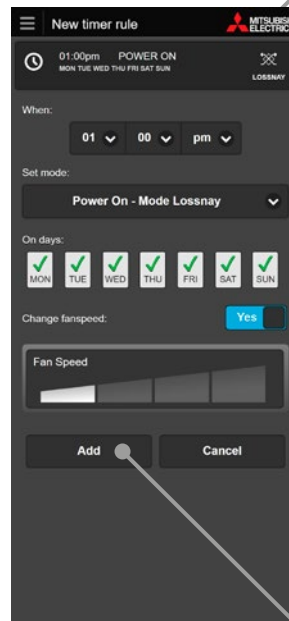 New timer rule
MITSUBISHI
ELECTRIC
01:00pm POWER ON
MON TUE WED THU FRI SAT SUN
LOSSNAY
When:
01 00 pm
Set mode:
Power On - Mode Lossnay
On days:
MON TUE WED THU FRI SAT SUN
Change fanspeed:
Yes
Fan Speed
Add Cancel